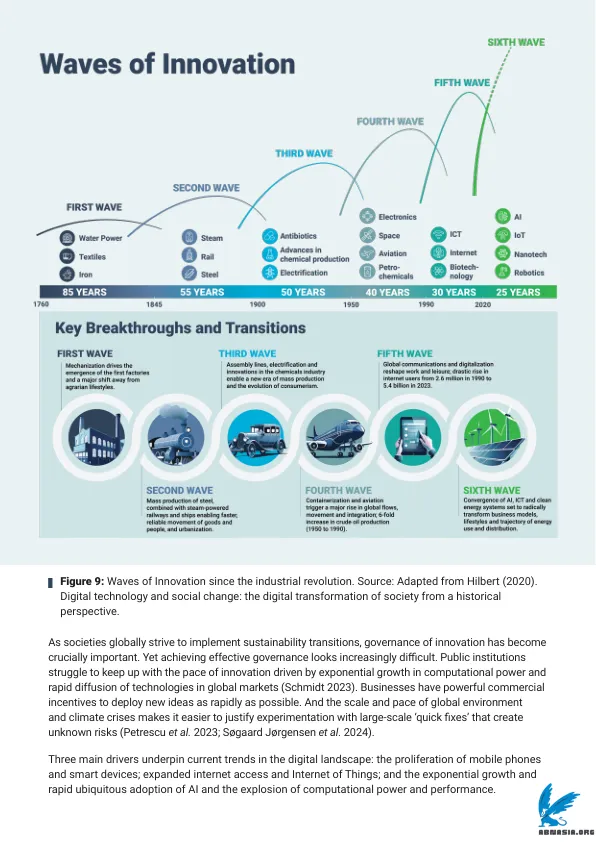 Waves of Innovation
SIXTH WAVE
FIFTH WAVE
FOURTH WAVE
THIRD WAVE
SECOND WAVE
FIRST WAVE
Water Power
Textiles
Iron
Steam
Rail
Steel
Antibiotics
Advances in
chemical production
Electrification
Electronics
Space
Aviation
Petro-
chemicals
ICT
Internet
Biotech-
nology
AI
IoT
Nanotech
Robotics
85 YEARS
55 YEARS
50 YEARS
40 YEARS
30 YEARS
25 YEARS
1760
1845
1900
1950
1990
2020
Key Breakthroughs and Transitions
FIRST WAVE
Mechanization drives the
emergence of the first factories
and a major shift away from
agrarian lifestyles.
THIRD WAVE
Assembly lines, electrification and
innovations in the chemicals industry
enable a new era of mass production
and the evolution of consumerism.
FIFTH WAVE
Global communications and digitalization
reshape work and leisure; drastic rise in
internet users from 2.6 million in 1990 to
5.4 billion in 2023.
SECOND WAVE
Mass production of steel,
combined with steam-powered
railways and ships enabling faster,
reliable movement of goods and
people, and urbanization.
FOURTH WAVE
Containerization and aviation
trigger a major rise in global flows,
movement and integration; 6-fold
increase in crude oil production
(1950 to 1990).
SIXTH WAVE
Convergence of AI, ICT and clean
energy systems set to radically
transform business models,
lifestyles and trajectory of energy
use and distribution.
Figure 9: Waves of Innovation since the industrial revolution. Source: Adapted from Hilbert (2020).
Digital technology and social change: the digital transformation of society from a historical
perspective.
As societies globally strive to implement sustainability transitions, governance of innovation has become
crucially important. Yet achieving effective governance looks increasingly difficult. Public institutions
struggle to keep up with the pace of innovation driven by exponential growth in computational power and
rapid diffusion of technologies in global markets (Schmidt 2023). Businesses have powerful commercial
incentives to deploy new ideas as rapidly as possible. And the scale and pace of global environment
and climate crises makes it easier to justify experimentation with large-scale ‘quick fixes’ that create
unknown risks (Petrescu et al. 2023; Søgaard Jørgensen et al. 2024).
Three main drivers underpin current trends in the digital landscape: the proliferation of mobile phones
and smart devices; expanded internet access and Internet of Things; and the exponential growth and
rapid ubiquitous adoption of AI and the explosion of computational power and performance.
ABNASIA.ORG